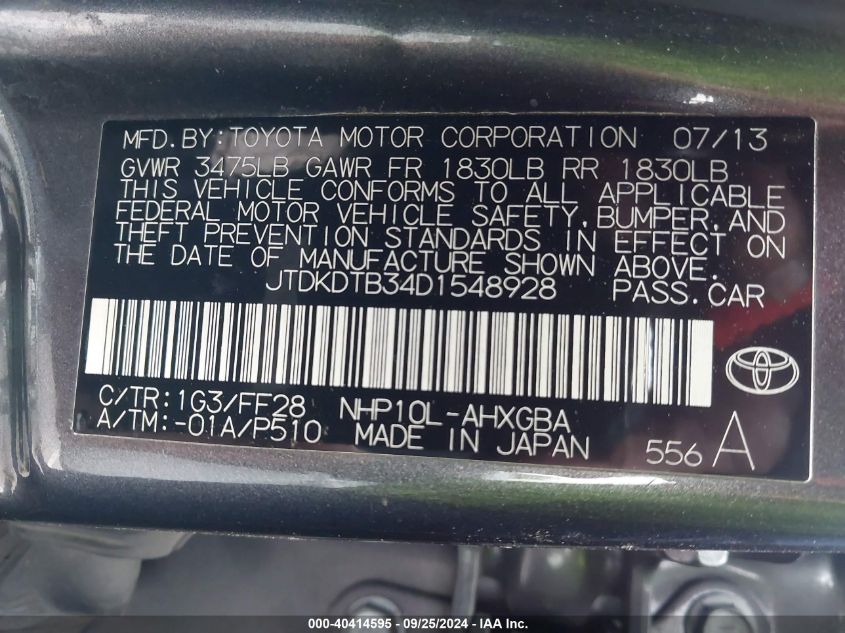 MFD.BY:TOYOTA MOTOR CORPORATION 07/13
GVWR 3475LB GAWR FR 1830LB RR 1830LB
THIS VEHICLE CONFORMS TO ALL APPLICABLE
FEDERAL MOTOR VEHICLE SAFETY,BUMPER,AND
THEFT PREVENTION STANDARDS IN EFFECT ON
THE DATE OF MANUFACTURE SHOWN ABOVE.
JTDKDTB34D1548928 PASS.CAR
C/TR:1G3/FF28 NHP10L-AHXGBA
A/TM:-01A/P510 MADE IN JAPAN
556 A
000-40414595 - 09/25/2024 - IAA Inc.